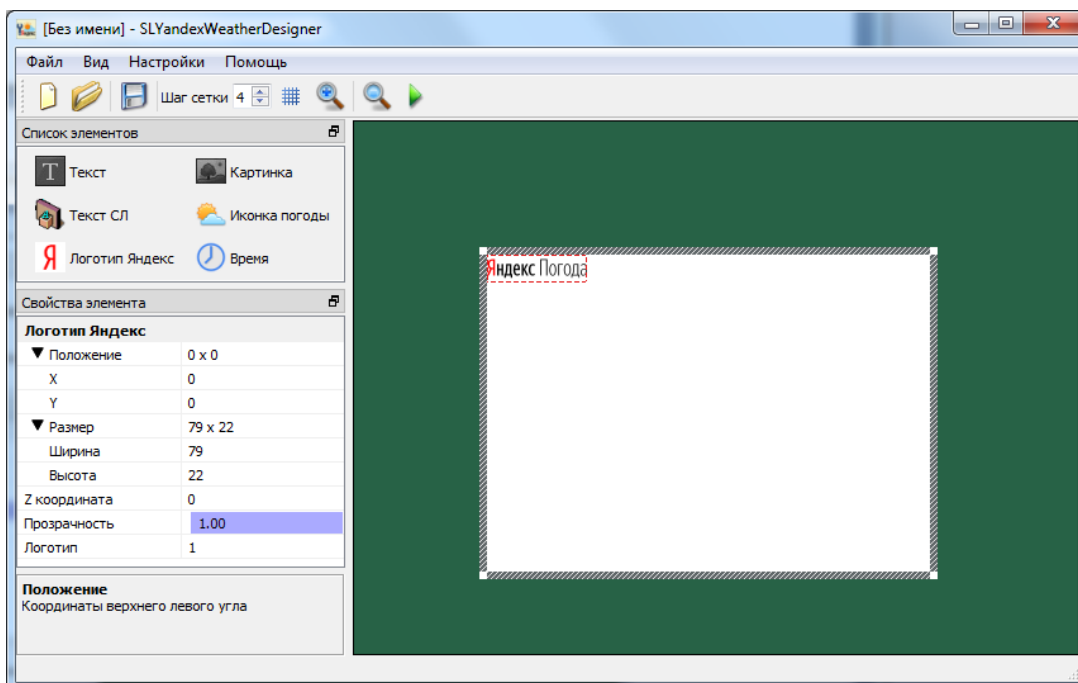 [Без имени] - SLYandexWeatherDesigner
Файл Вид Настройки Помощь
Шаг сетки 4
Список элементов
T Текст Картинка
Текст СЛ Иконка погоды
Я Логотип Яндекс Время
Свойства элемента
Логотип Яндекс
Положение 0 x 0
X 0
Y 0
Размер 79 x 22
Ширина 79
Высота 22
Z координата 0
Прозрачность 1.00
Логотип 1
Положение
Координаты верхнего левого угла
Яндекс Погода